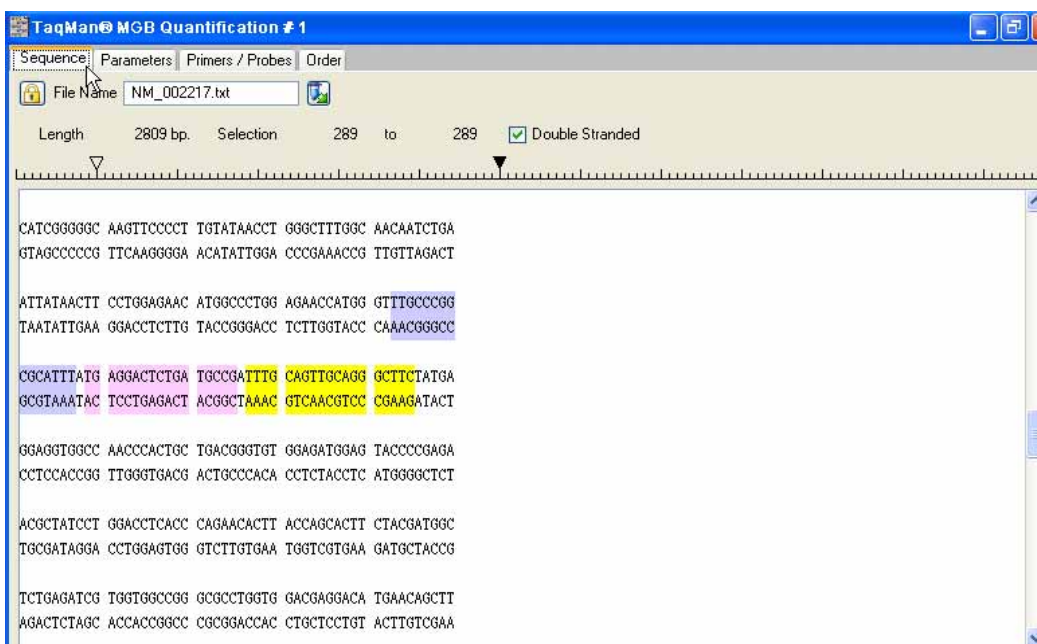 TaqMan® MGB Quantification # 1
Sequence Parameters Primers / Probes Order
File Name NM_002217.txt
Length 2809 bp. Selection 289 to 289 Double Stranded
CATCGGGGGC AAGTTCCCCT TGTATAACCT GGGCTTTGGC AACAATCTGA
GTAGCCCCCG TTCAAGGGGA ACATATTGGA CCCGAAACCG TTGTTAGACT
ATTATAACTT CCTGGAGAAC ATGGCCCTGG AGAACCATGG GTTTGCCCGG
TAATATTGAA GGACCTCTTG TACCGGGACC TCTTGGTACC CAAACGGGCC
CGCATTTATG AGGACTCTGA TGCCGATTTG CAGTTGCAGG GCTTCTATGA
GCGTAAATAC TCCTGAGACT ACGGCTAAAC GTCAACGTCC CGAAGATACT
GGAGGTGGCC AACCCACTGC TGACGGGTGT GGAGATGGAG TACCCCGAGA
CCTCCACCGG TTGGGTGACG ACTGCCCACA CCTCTACCTC ATGGGGCTCT
ACGCTATCCT GGACCTCACC CAGAACACTT ACCAGCACTT CTACGATGGC
TGCGATAGGA CCTGGAGTGG GTCTTGTGAA TGGTCGTGAA GATGCTACCG
TCTGAGATCG TGGTGGCCGG GCGCCTGGTG GACGAGGACA TGAACAGCTT
AGACTCTAGC ACCACCGGCC CGCGGACCAC CTGCTCCTGT ACTTGTCGAA